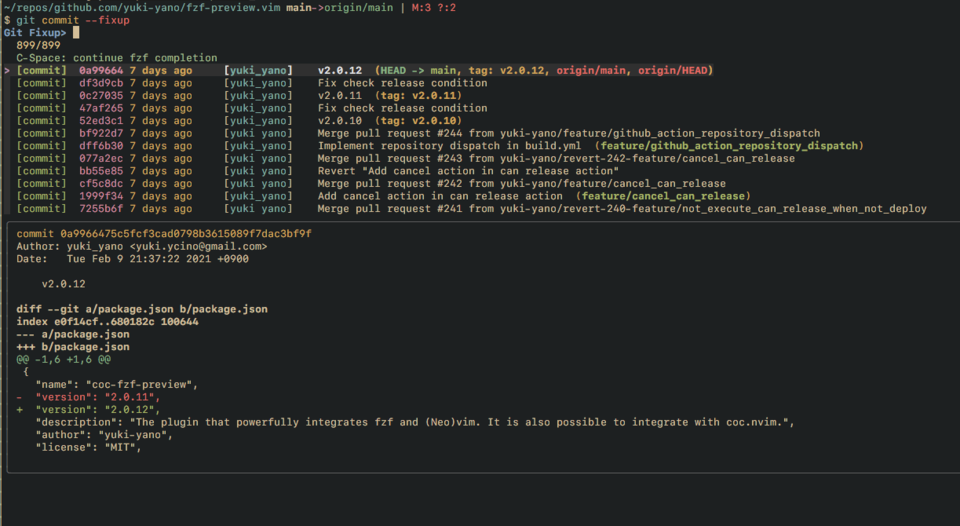 ~/repos/github.com/yuki-yano/fzf-preview.vim main->origin/main | M:3 ?:2
$ git commit --fixup
Git Fixup>
899/899
C-Space: continue fzf completion
> [commit] 0a99664 7 days ago [yuki_yano] v2.0.12 (HEAD -> main, tag: v2.0.12, origin/main, origin/HEAD)
[commit] df3d9cb 7 days ago [yuki_yano] Fix check release condition
[commit] 0c27035 7 days ago [yuki_yano] v2.0.11 (tag: v2.0.11)
[commit] 47af265 7 days ago [yuki_yano] Fix check release condition
[commit] 52ed3c1 7 days ago [yuki_yano] v2.0.10 (tag: v2.0.10)
[commit] bf922d7 7 days ago [yuki_yano] Merge pull request #244 from yuki-yano/feature/github_action_repository_dispatch
[commit] dff6b30 7 days ago [yuki_yano] Implement repository dispatch in build.yml (feature/github_action_repository_dispatch)
[commit] 077a2ec 7 days ago [yuki yano] Merge pull request #243 from yuki-yano/revert-242-feature/cancel_can_release
[commit] bb55e85 7 days ago [yuki yano] Revert "Add cancel action in can release action"
[commit] cf5c8dc 7 days ago [yuki yano] Merge pull request #242 from yuki-yano/feature/cancel_can_release
[commit] 1999f34 7 days ago [yuki_yano] Add cancel action in can release action (feature/cancel_can_release)
[commit] 7255b6f 7 days ago [yuki yano] Merge pull request #241 from yuki-yano/revert-240-feature/not_execute_can_release_when_not_deploy
commit 0a9966475c5fcf3cad0798b3615089f7dac3bf9f
Author: yuki_yano <yuki.ycino@gmail.com>
Date: Tue Feb 9 21:37:22 2021 +0900
v2.0.12
diff --git a/package.json b/package.json
index e0f14cf..680182c 100644
--- a/package.json
+++ b/package.json
@@ -1,6 +1,6 @@
{
"name": "coc-fzf-preview",
- "version": "2.0.11",
+ "version": "2.0.12",
"description": "The plugin that powerfully integrates fzf and (Neo)vim. It is also possible to integrate with coc.nvim.",
"author": "yuki-yano",
"license": "MIT",